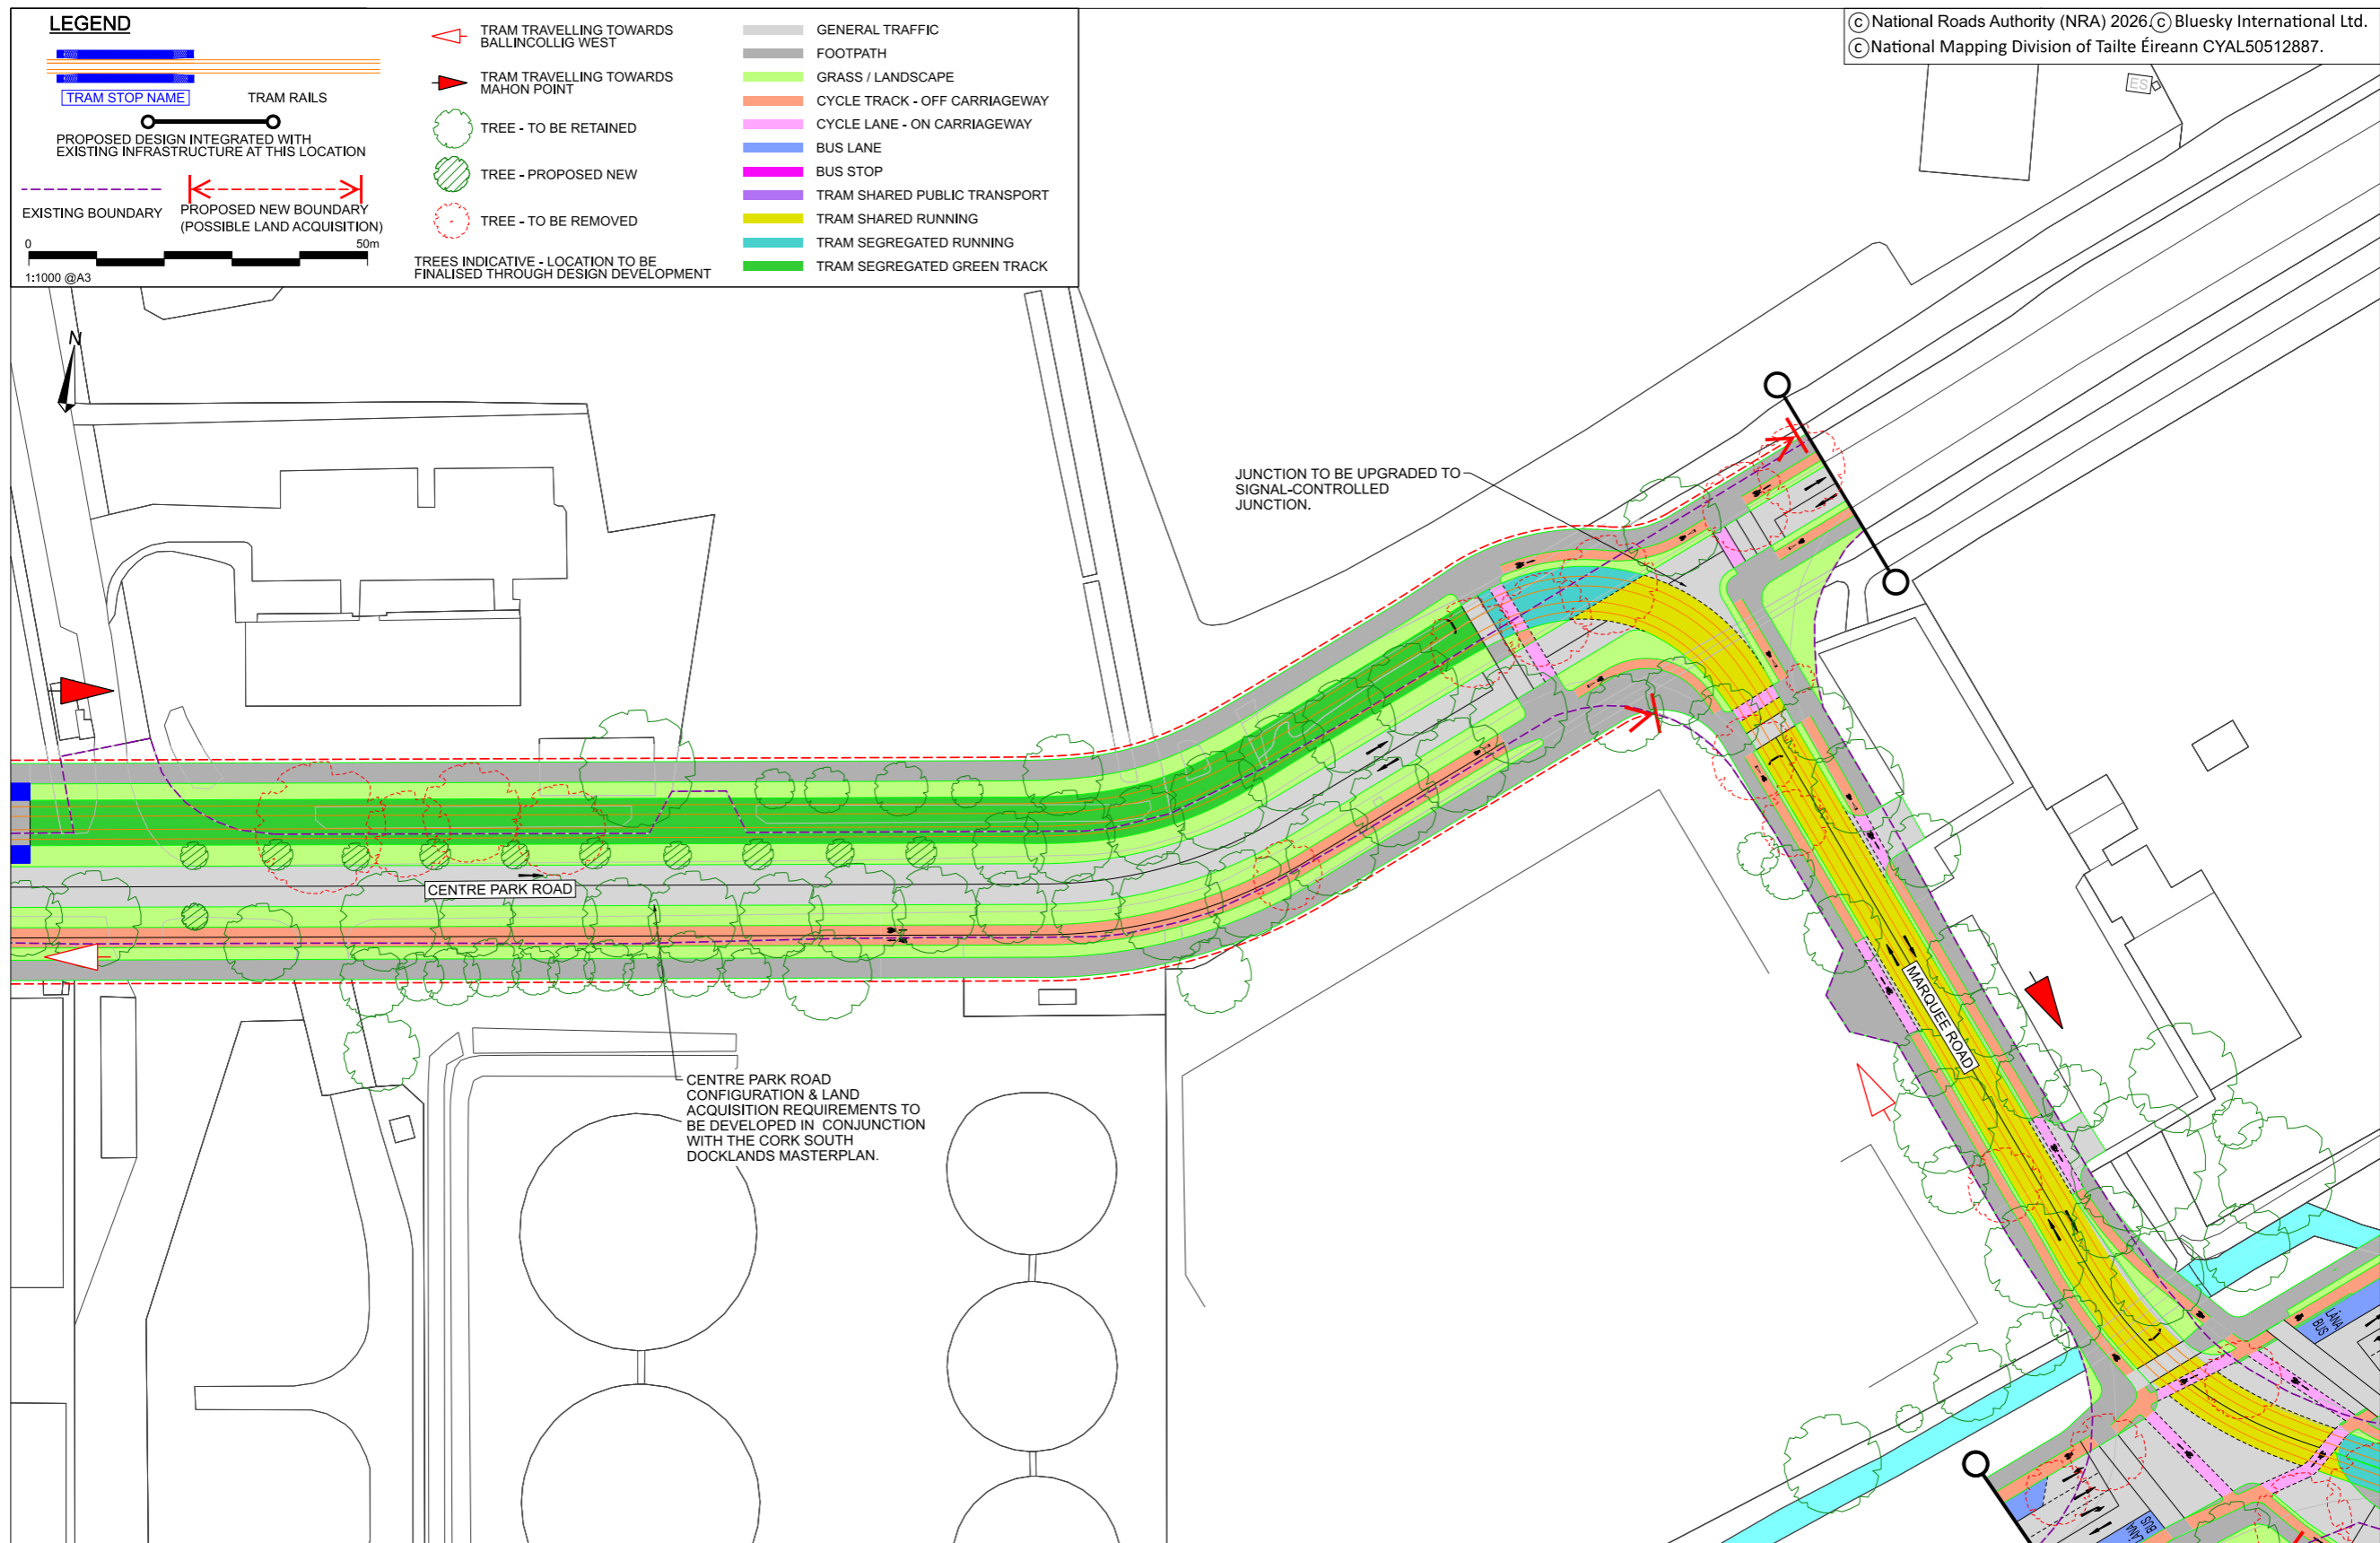 LEGEND
TRAM STOP NAME
TRAM RAILS
PROPOSED DESIGN INTEGRATED WITH
EXISTING INFRASTRUCTURE AT THIS LOCATION
EXISTING BOUNDARY
PROPOSED NEW BOUNDARY
(POSSIBLE LAND ACQUISITION)
0
50m
1:1000 @A3
TRAM TRAVELLING TOWARDS
BALLINCOLLIG WEST
TRAM TRAVELLING TOWARDS
MAHON POINT
TREE - TO BE RETAINED
TREE - PROPOSED NEW
TREE - TO BE REMOVED
TREES INDICATIVE - LOCATION TO BE
FINALISED THROUGH DESIGN DEVELOPMENT
GENERAL TRAFFIC
FOOTPATH
GRASS / LANDSCAPE
CYCLE TRACK - OFF CARRIAGEWAY
CYCLE LANE - ON CARRIAGEWAY
BUS LANE
BUS STOP
TRAM SHARED PUBLIC TRANSPORT
TRAM SHARED RUNNING
TRAM SEGREGATED RUNNING
TRAM SEGREGATED GREEN TRACK
©National Roads Authority (NRA) 2026.© Bluesky International Ltd.
©National Mapping Division of Tailte Éireann CYAL50512887.
ES
N
JUNCTION TO BE UPGRADED TO
SIGNAL-CONTROLLED
JUNCTION.
CENTRE PARK ROAD
MARQUEE ROAD
CENTRE PARK ROAD
CONFIGURATION & LAND
ACQUISITION REQUIREMENTS TO
BE DEVELOPED IN CONJUNCTION
WITH THE CORK SOUTH
DOCKLANDS MASTERPLAN.
LÁNA
BUS
BUS
LÁNA